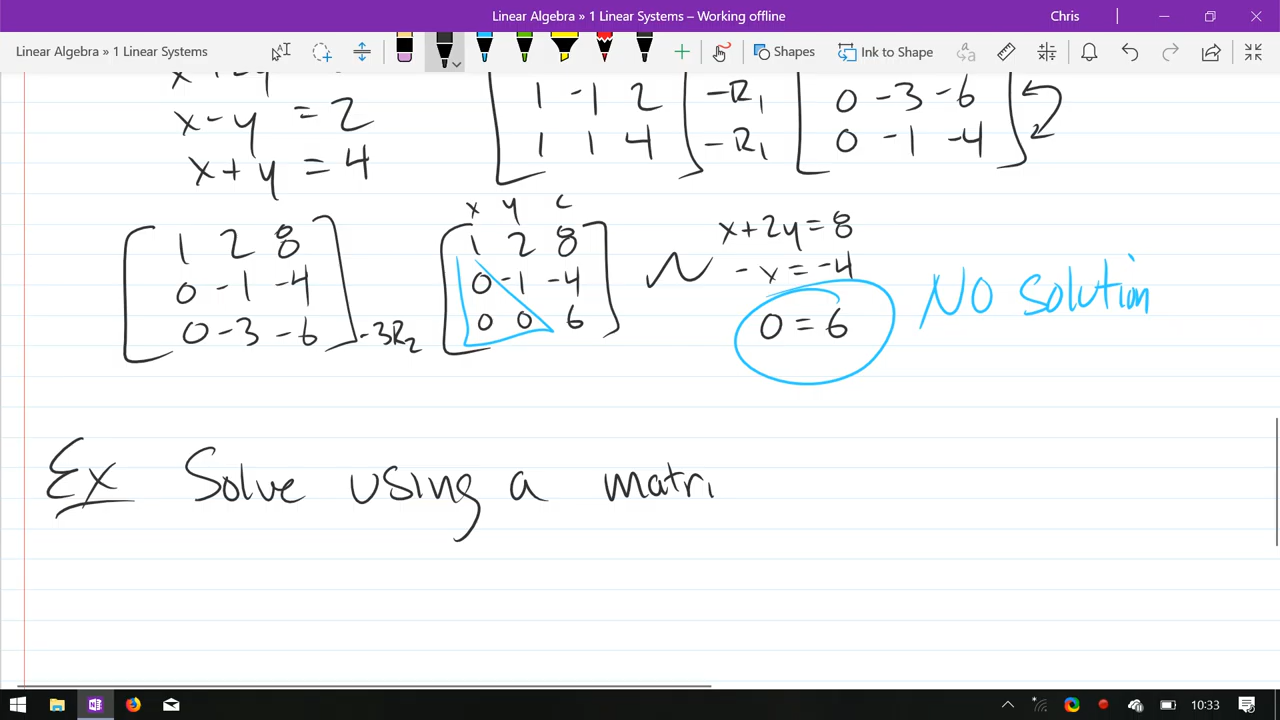 Linear Algebra » 1 Linear Systems – Working offline
Chris
Linear Algebra » 1 Linear Systems
Shapes
Ink to Shape
x - y = 2
x + y = 4
1 -1 2 -R1
1 1 4 -R1
0 -3 -6
0 -1 -4
1 2 8
0 -1 -4
0 -3 -6 -3R2
x y c
1 2 8
0 -1 -4
0 0 6
x + 2y = 8
-x = -4
0 = 6
No solution
Ex Solve using a matri
10:33